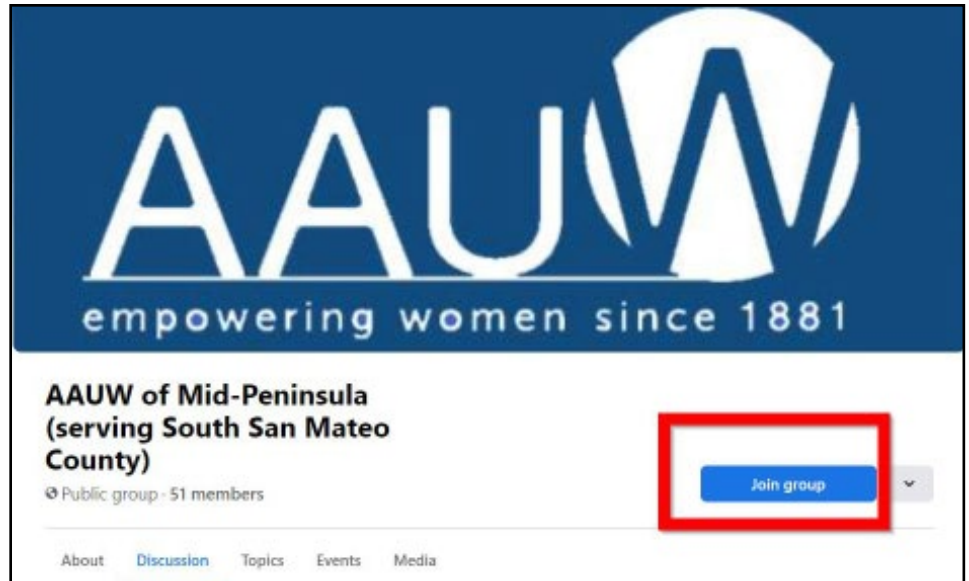 AAUW
empowering women since 1881
AAUW of Mid-Peninsula
(serving South San Mateo
County)
Public group · 51 members
Join group
About Discussion Topics Events Media